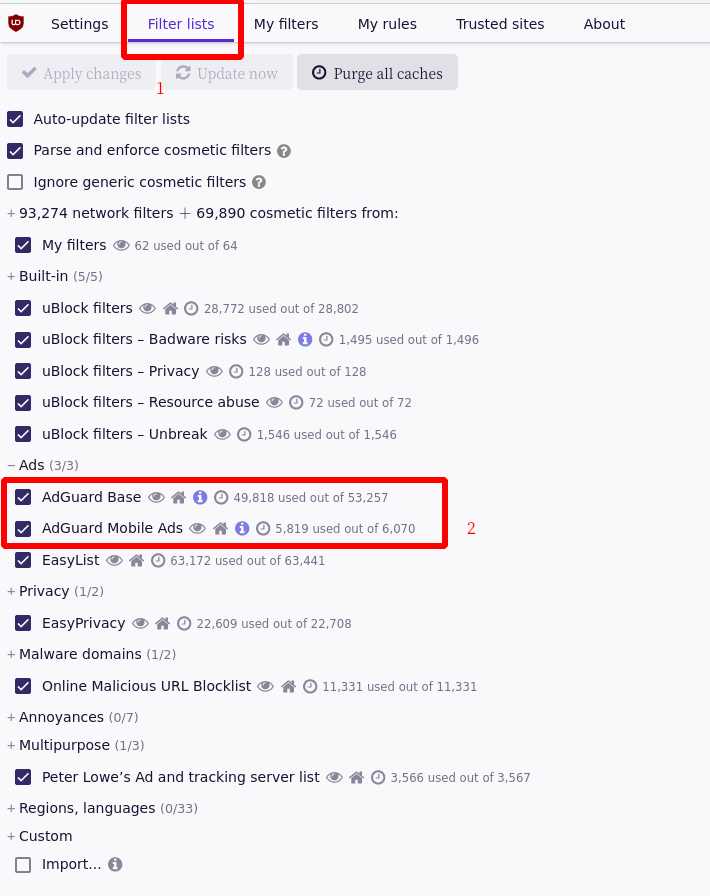 Settings Filter lists My filters My rules Trusted sites About
Apply changes Update now Purge all caches
1
Auto-update filter lists
Parse and enforce cosmetic filters
Ignore generic cosmetic filters
+ 93,274 network filters + 69,890 cosmetic filters from:
My filters 62 used out of 64
+ Built-in (5/5)
uBlock filters 28,772 used out of 28,802
uBlock filters – Badware risks 1,495 used out of 1,496
uBlock filters – Privacy 128 used out of 128
uBlock filters – Resource abuse 72 used out of 72
uBlock filters – Unbreak 1,546 used out of 1,546
– Ads (3/3)
AdGuard Base 49,818 used out of 53,257
AdGuard Mobile Ads 5,819 used out of 6,070
2
EasyList 63,172 used out of 63,441
+ Privacy (1/2)
EasyPrivacy 22,609 used out of 22,708
+ Malware domains (1/2)
Online Malicious URL Blocklist 11,331 used out of 11,331
+ Annoyances (0/7)
+ Multipurpose (1/3)
Peter Lowe’s Ad and tracking server list 3,566 used out of 3,567
+ Regions, languages (0/33)
+ Custom
Import...